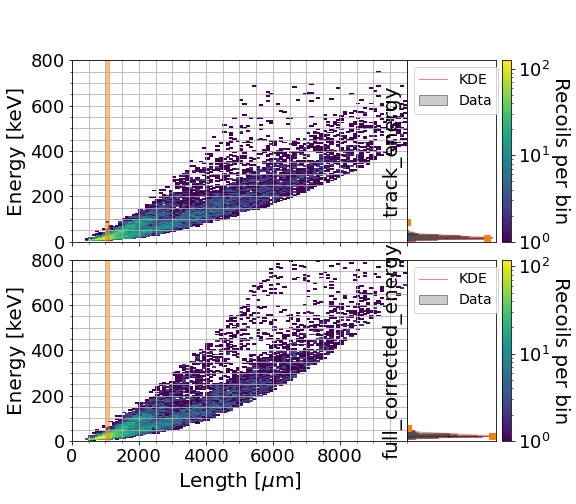 800
600
400
200
0
Energy [keV]
track_energy
KDE
Data
10²
10¹
10⁰
Recoils per bin
800
600
400
200
0
Energy [keV]
full_corrected_energy
KDE
Data
10²
10¹
10⁰
Recoils per bin
0 2000 4000 6000 8000
Length [μm]